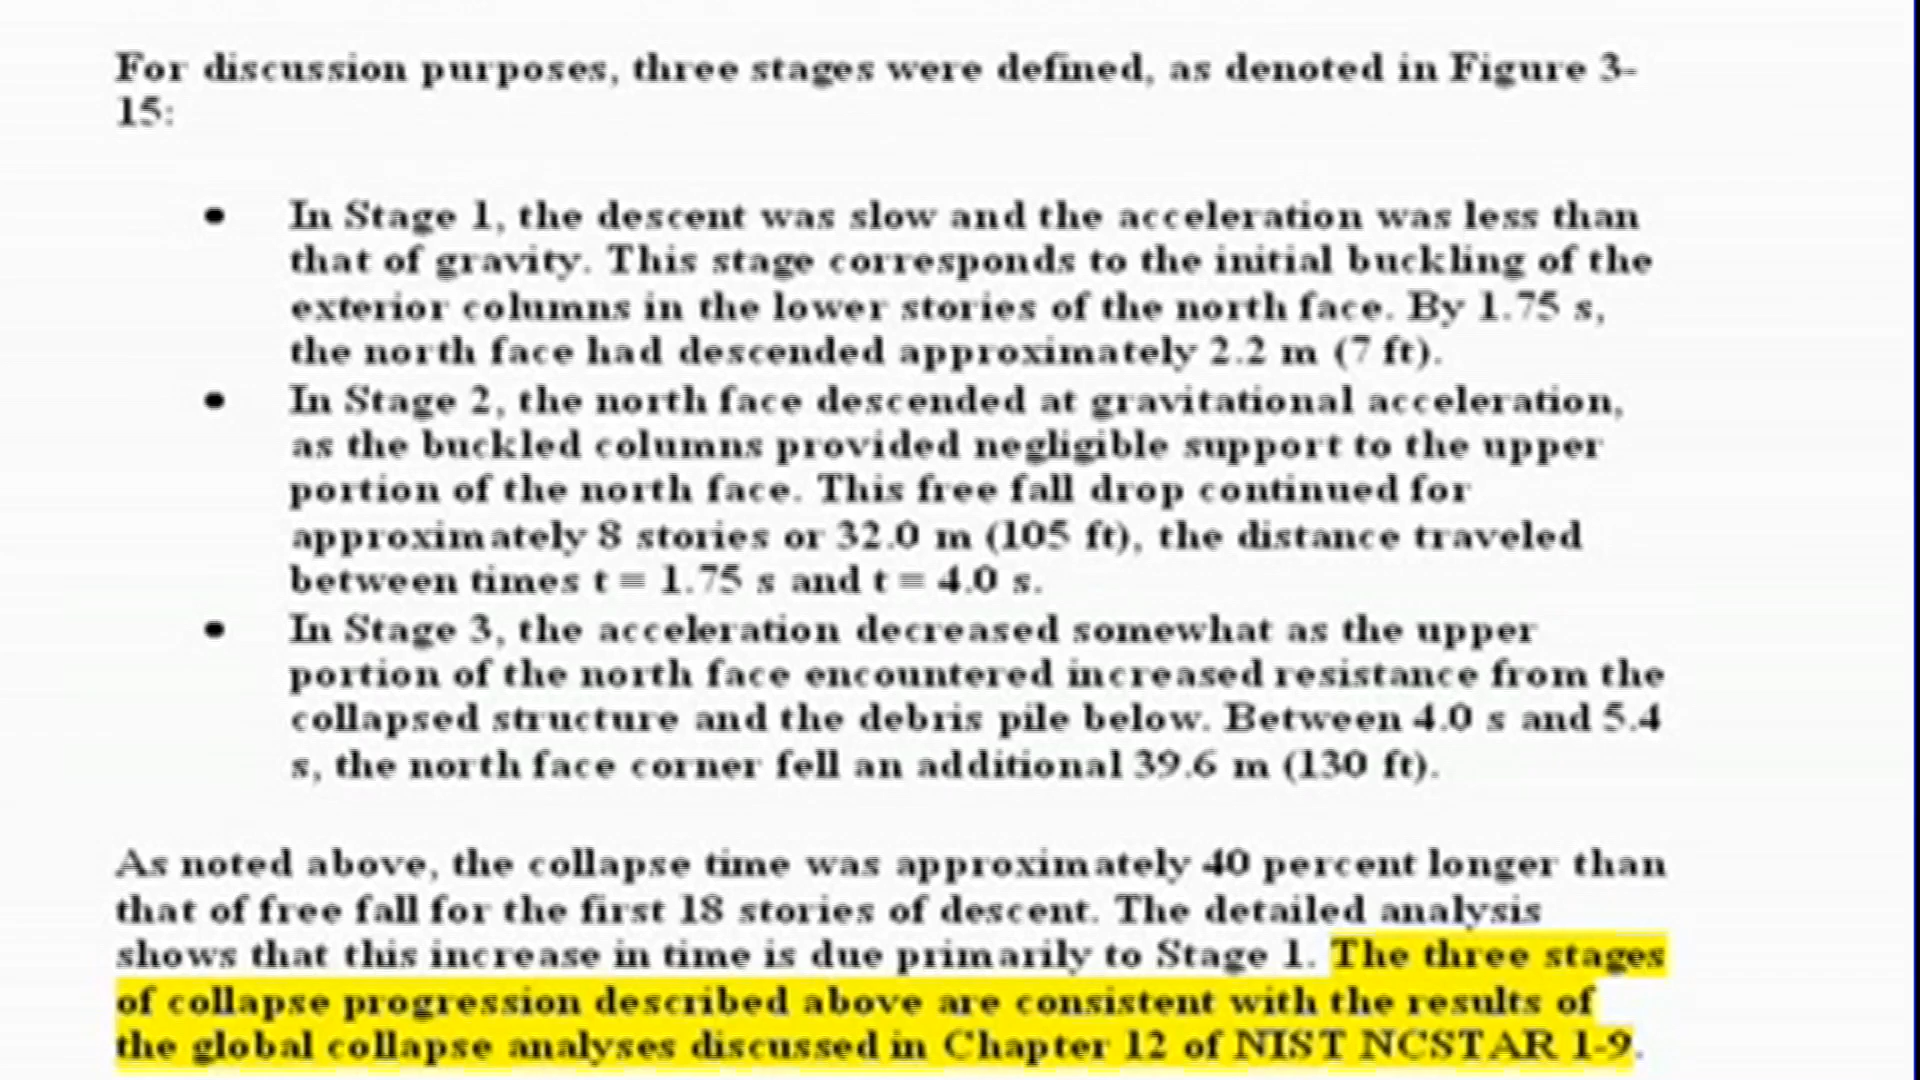 For discussion purposes, three stages were defined, as denoted in Figure 3-
15:
• In Stage 1, the descent was slow and the acceleration was less than
that of gravity. This stage corresponds to the initial buckling of the
exterior columns in the lower stories of the north face. By 1.75 s,
the north face had descended approximately 2.2 m (7 ft).
• In Stage 2, the north face descended at gravitational acceleration,
as the buckled columns provided negligible support to the upper
portion of the north face. This free fall drop continued for
approximately 8 stories or 32.0 m (105 ft), the distance traveled
between times t = 1.75 s and t = 4.0 s.
• In Stage 3, the acceleration decreased somewhat as the upper
portion of the north face encountered increased resistance from the
collapsed structure and the debris pile below. Between 4.0 s and 5.4
s, the north face corner fell an additional 39.6 m (130 ft).
As noted above, the collapse time was approximately 40 percent longer than
that of free fall for the first 18 stories of descent. The detailed analysis
shows that this increase in time is due primarily to Stage 1. The three stages
of collapse progression described above are consistent with the results of
the global collapse analyses discussed in Chapter 12 of NIST NCSTAR 1-9.